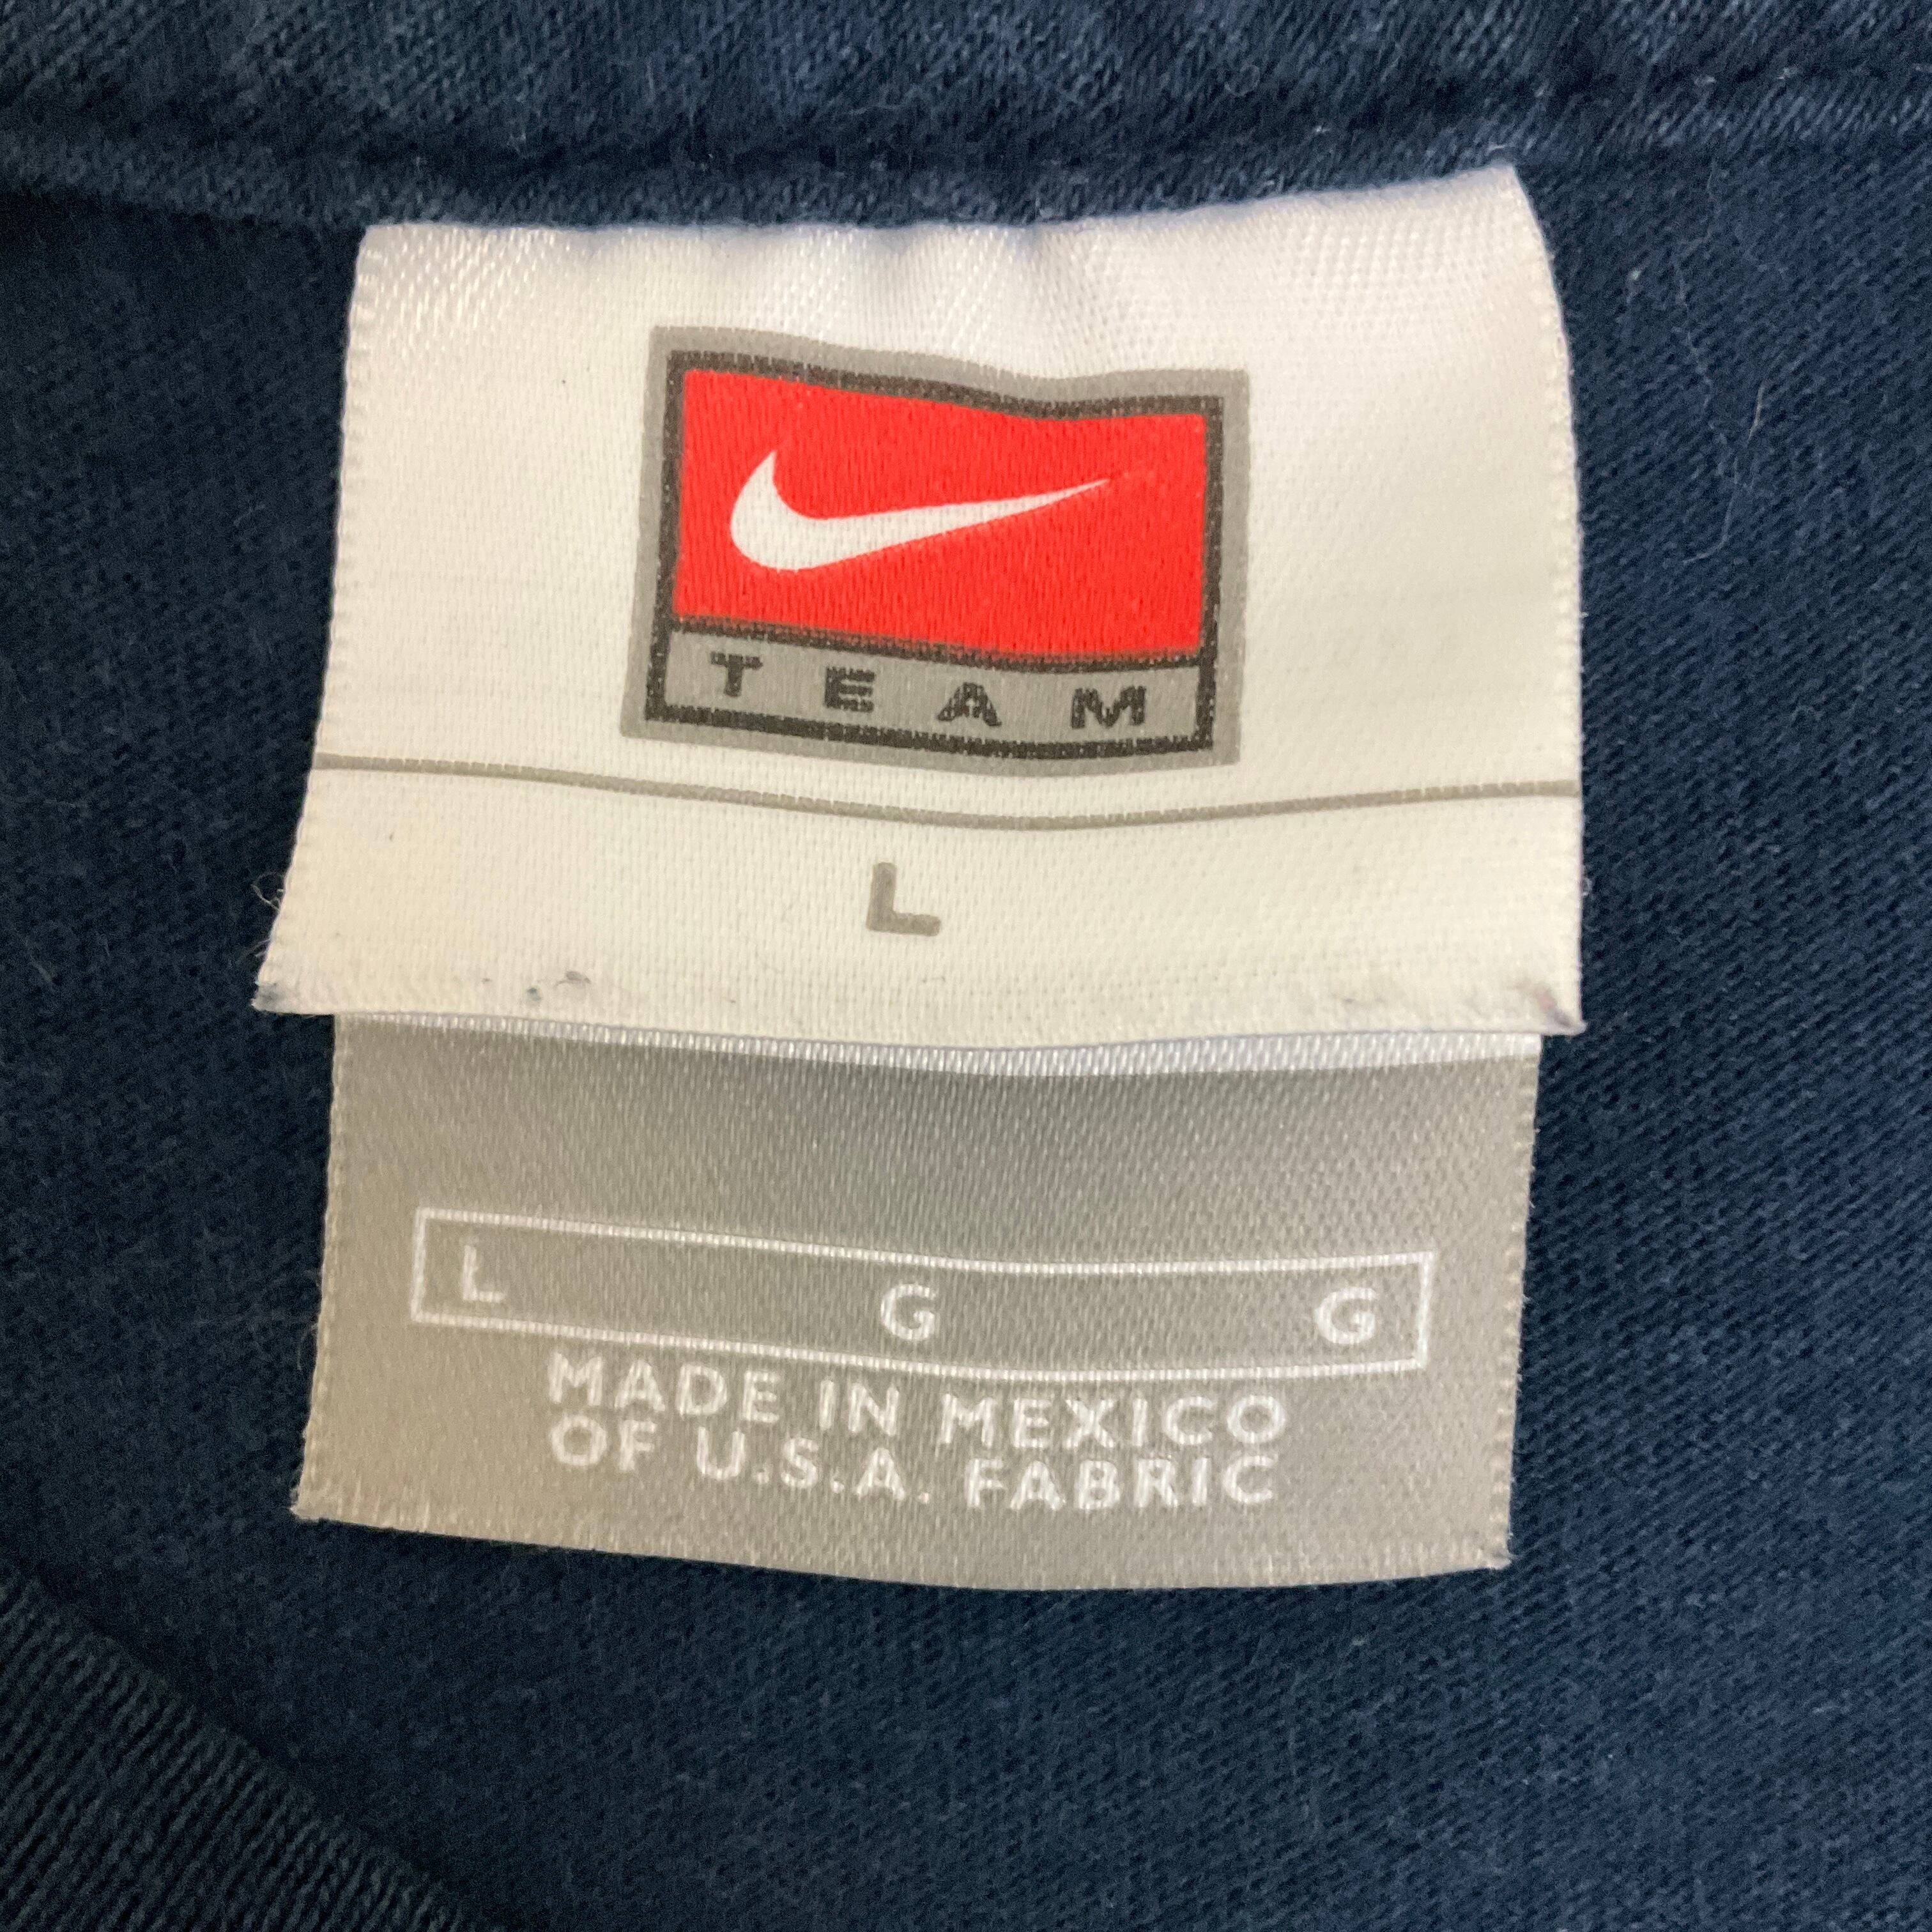 TEAM
L
L G G
MADE IN MEXICO
OF U.S.A. FABRIC